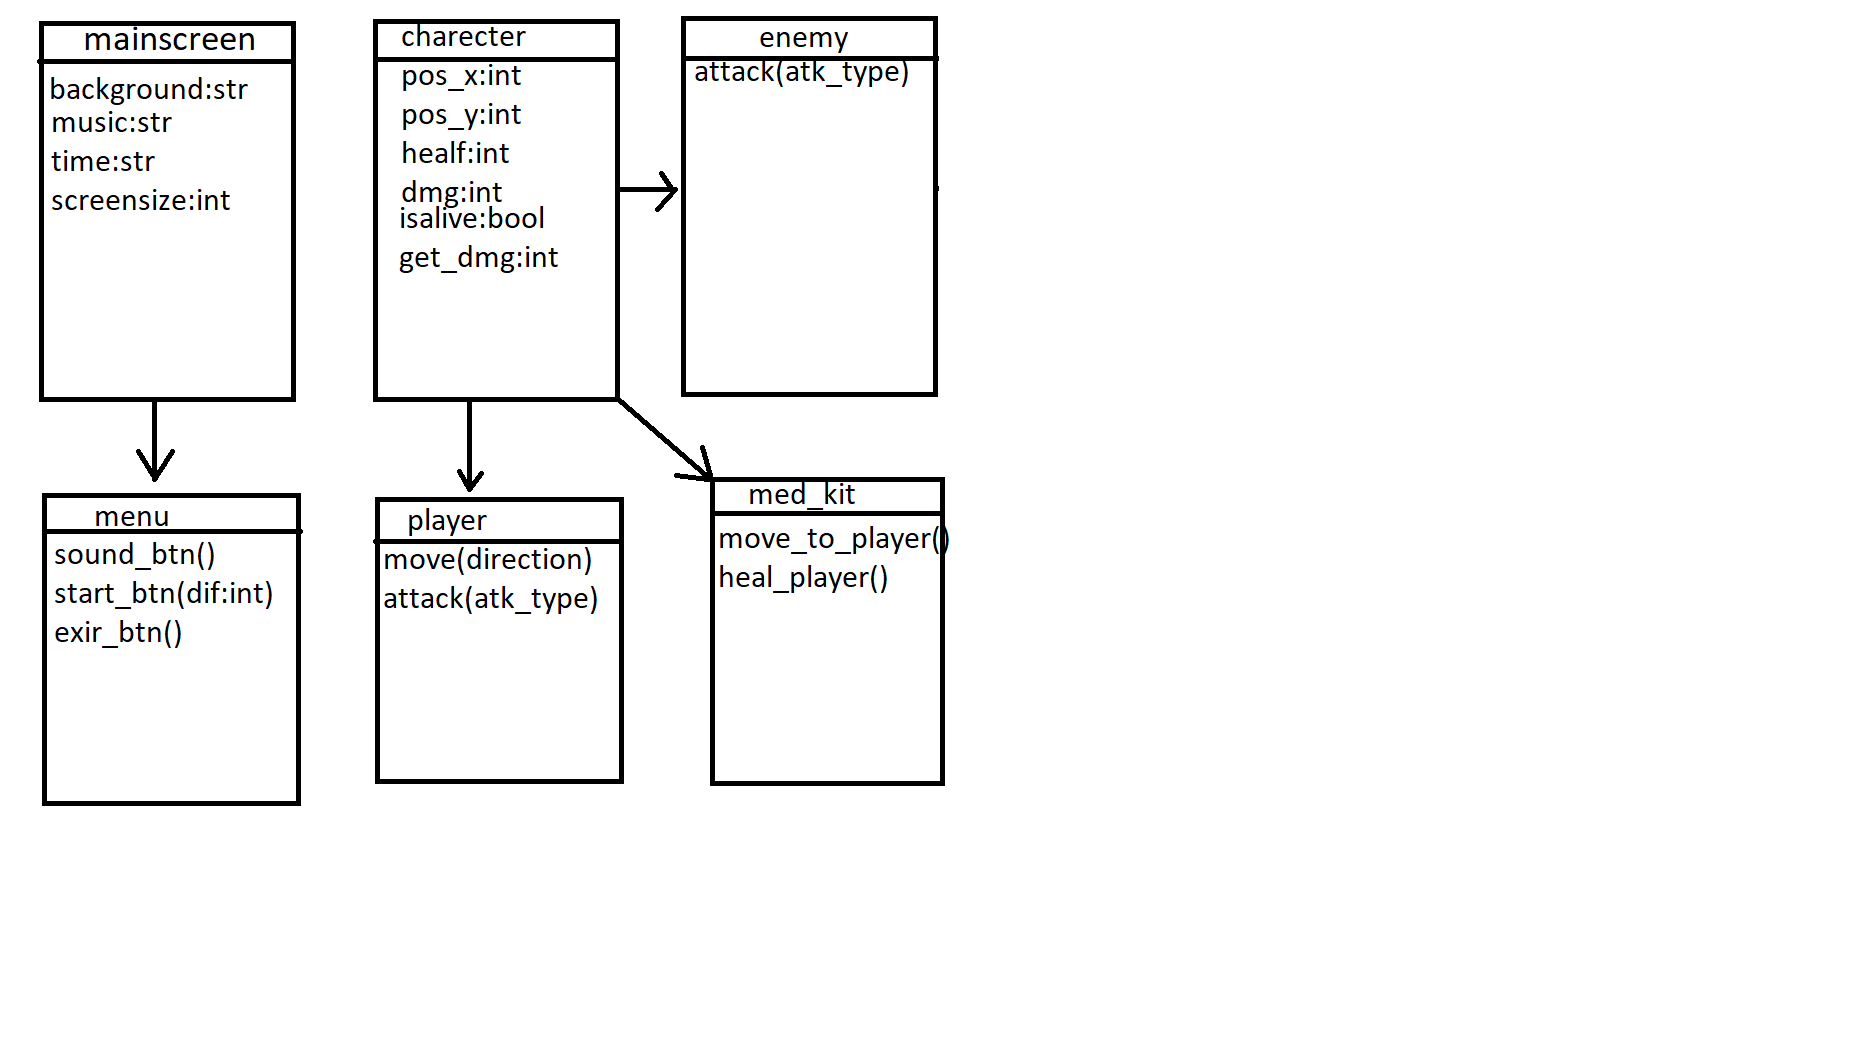 mainscreen
background:str
music:str
time:str
screensize:int
charecter
pos_x:int
pos_y:int
healf:int
dmg:int
isalive:bool
get_dmg:int
enemy
attack(atk_type)
menu
sound_btn()
start_btn(dif:int)
exir_btn()
player
move(direction)
attack(atk_type)
med_kit
move_to_player()
heal_player()